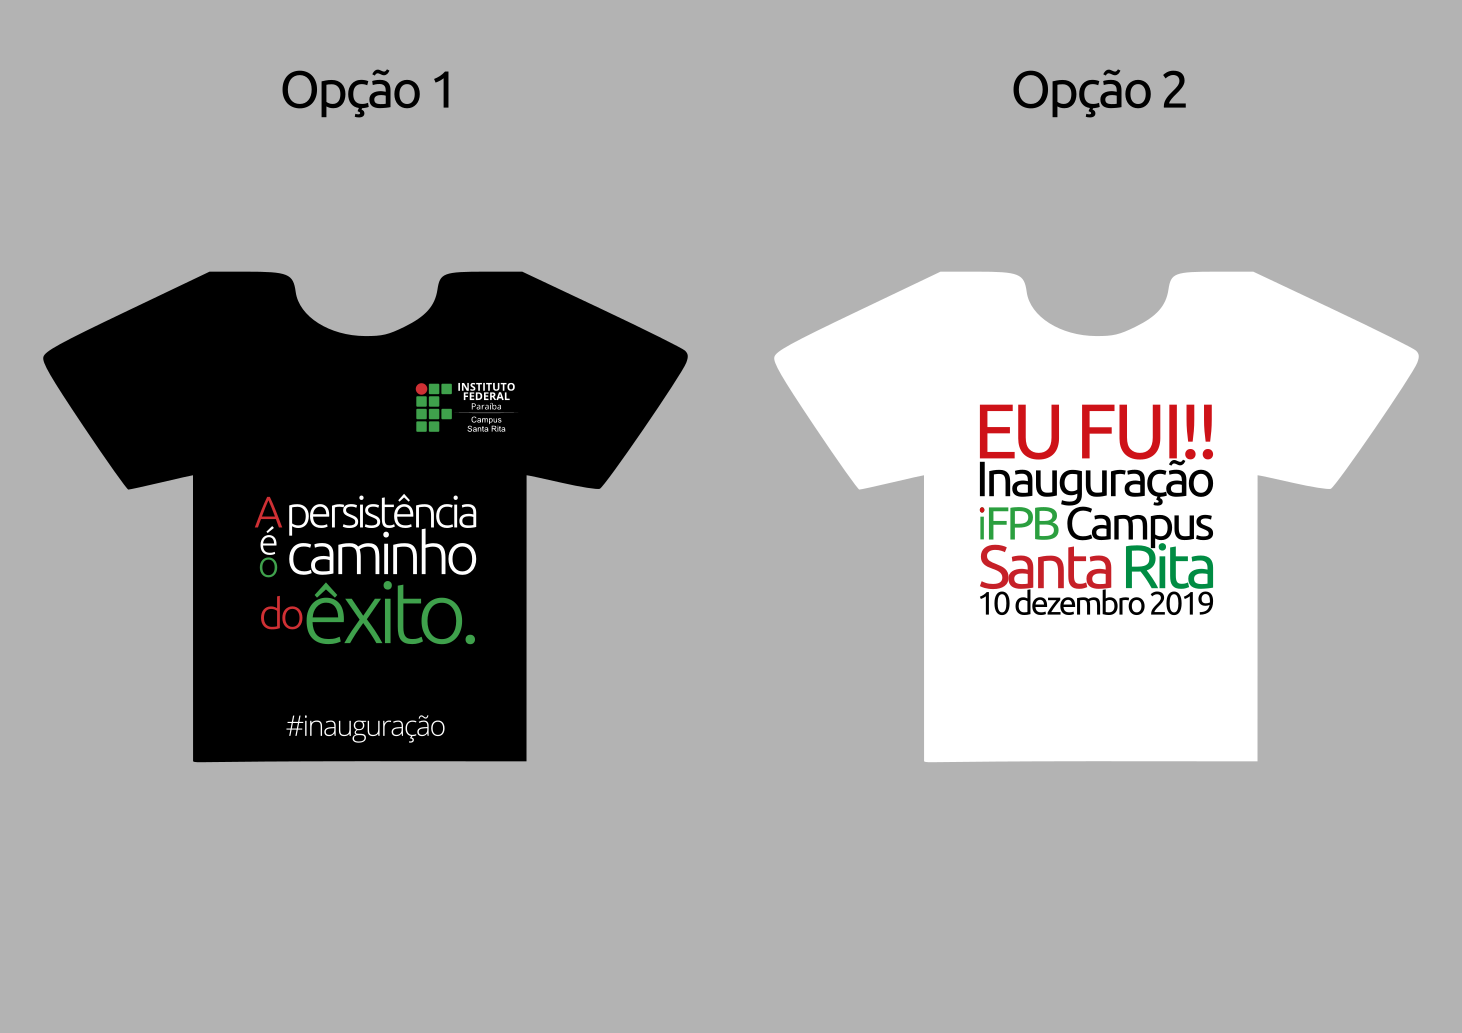 Opção 1
INSTITUTO
FEDERAL
Paraíba
Campus
Santa Rita
A persistência
é o caminho
do êxito.
#inauguração
Opção 2
EU FUI!!
Inauguração
iFPB Campus
Santa Rita
10 dezembro 2019